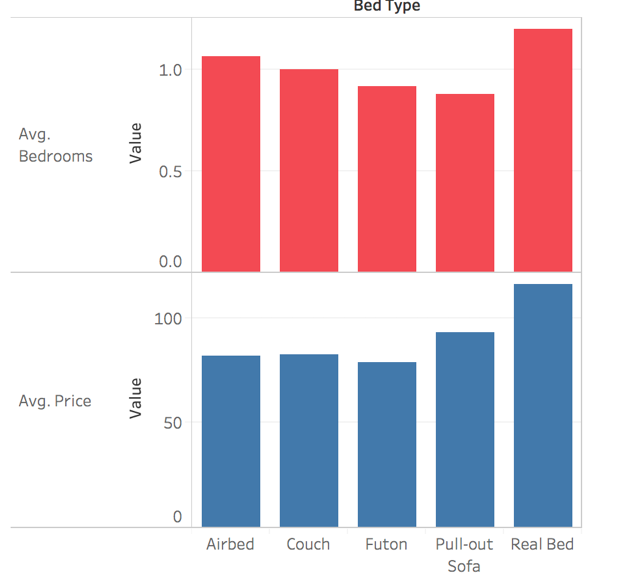 Bed Type
Avg.
Bedrooms
Value
1.0
0.5
0.0
Avg. Price
Value
100
50
0
Airbed
Couch
Futon
Pull-out
Sofa
Real Bed